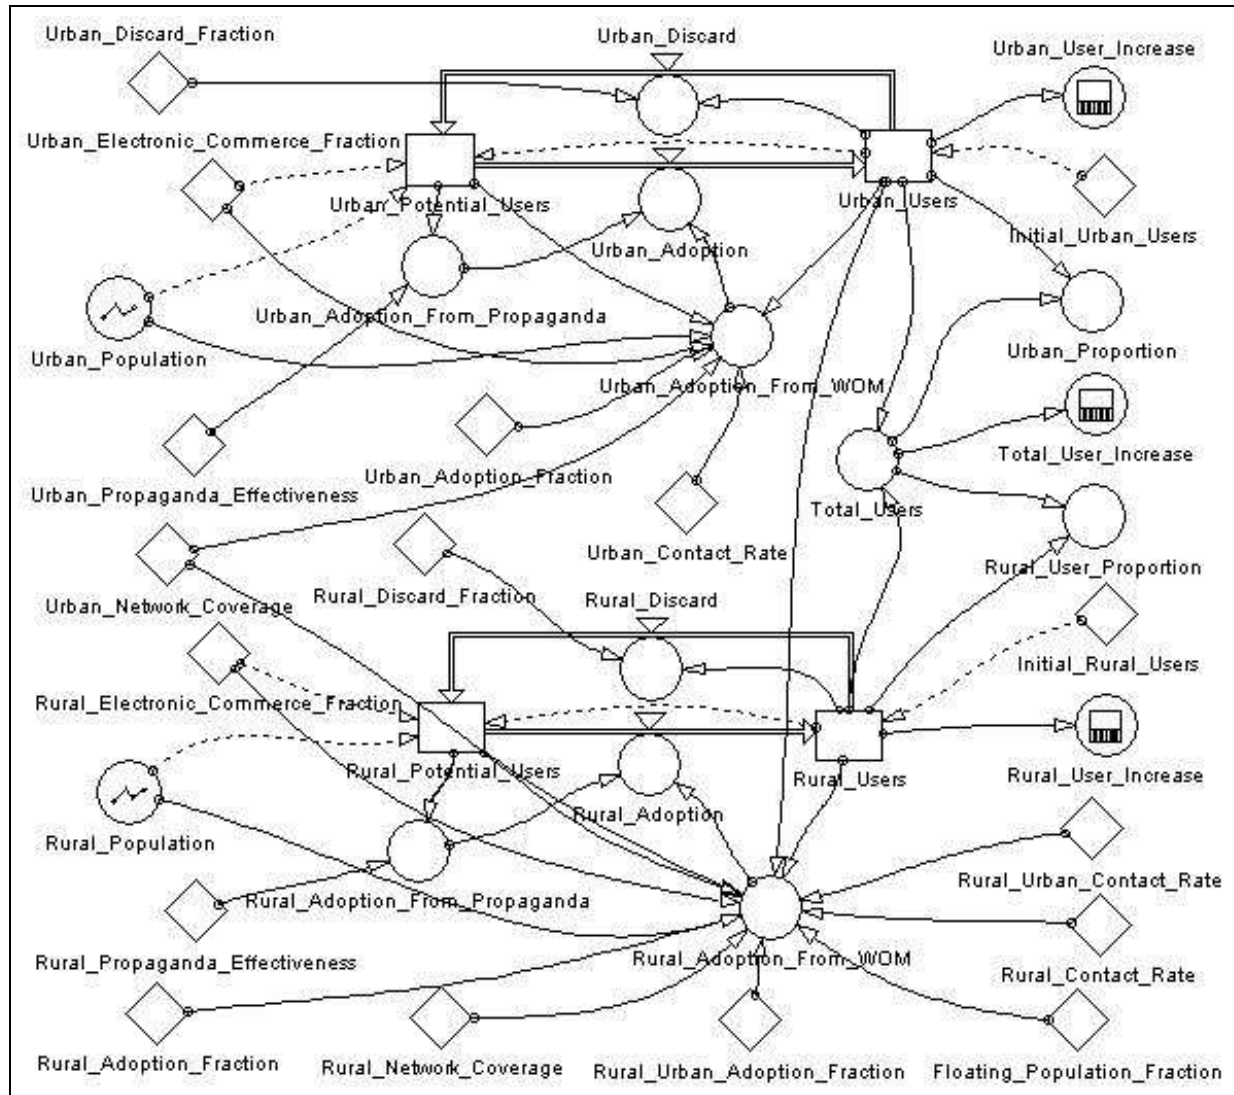 Urban_Discard_Fraction
Urban_Discard
Urban_User_Increase
Urban_Electronic_Commerce_Fraction
Urban_Potential_Users
Urban_Users
Initial_Urban_Users
Urban_Adoption
Urban_Adoption_From_Propaganda
Urban_Population
Urban_Proportion
Urban_Adoption_From_WOM
Total_User_Increase
Urban_Propaganda_Effectiveness
Urban_Adoption_Fraction
Total_Users
Urban_Contact_Rate
Rural_User_Proportion
Urban_Network_Coverage
Rural_Discard_Fraction
Rural_Discard
Initial_Rural_Users
Rural_Electronic_Commerce_Fraction
Rural_Potential_Users
Rural_Users
Rural_User_Increase
Rural_Adoption
Rural_Population
Rural_Adoption_From_Propaganda
Rural_Urban_Contact_Rate
Rural_Propaganda_Effectiveness
Rural_Adoption_From_WOM
Rural_Contact_Rate
Rural_Adoption_Fraction
Rural_Network_Coverage
Rural_Urban_Adoption_Fraction
Floating_Population_Fraction